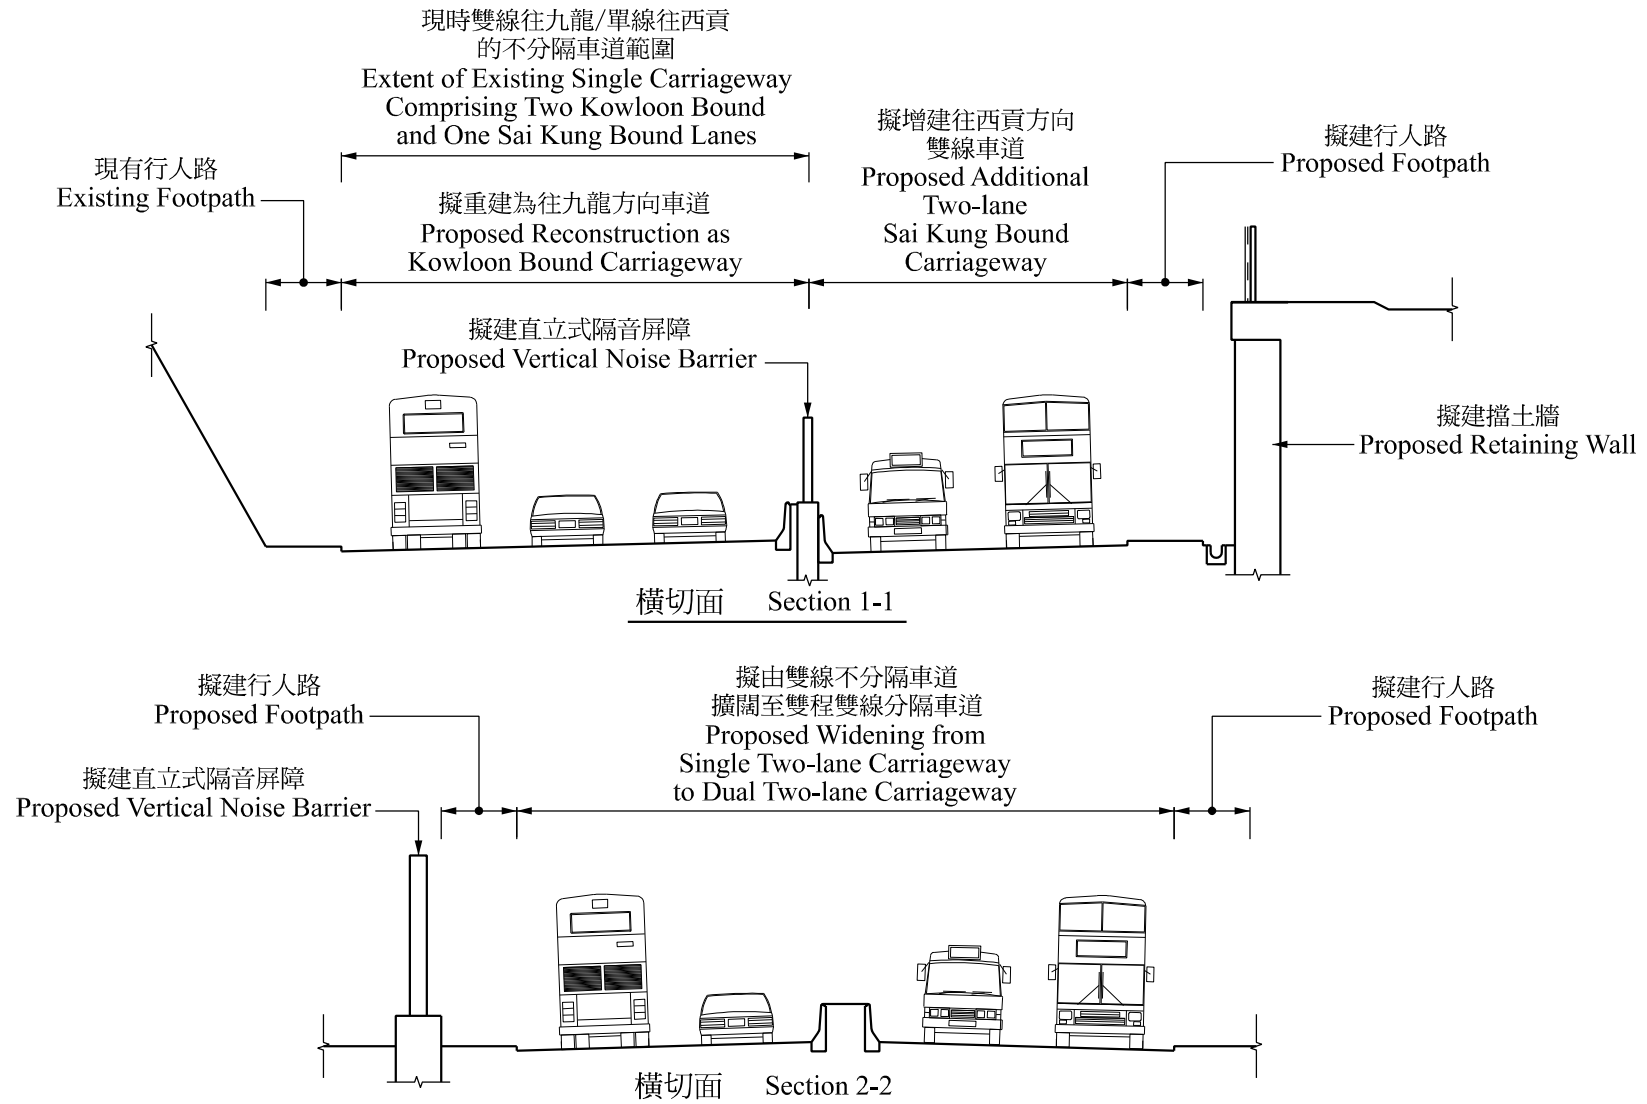 現時雙線往九龍/單線往西貢
的不分隔車道範圍
Extent of Existing Single Carriageway
Comprising Two Kowloon Bound
and One Sai Kung Bound Lanes
擬增建往西貢方向
雙線車道
Proposed Additional
Two-lane
Sai Kung Bound
Carriageway
擬建行人路
Proposed Footpath
現有行人路
Existing Footpath
擬重建為往九龍方向車道
Proposed Reconstruction as
Kowloon Bound Carriageway
擬建直立式隔音屏障
Proposed Vertical Noise Barrier
擬建擋土牆
Proposed Retaining Wall
橫切面 Section 1-1
擬建行人路
Proposed Footpath
擬由雙線不分隔車道
擴闊至雙程雙線分隔車道
Proposed Widening from
Single Two-lane Carriageway
to Dual Two-lane Carriageway
擬建行人路
Proposed Footpath
擬建直立式隔音屏障
Proposed Vertical Noise Barrier
橫切面 Section 2-2